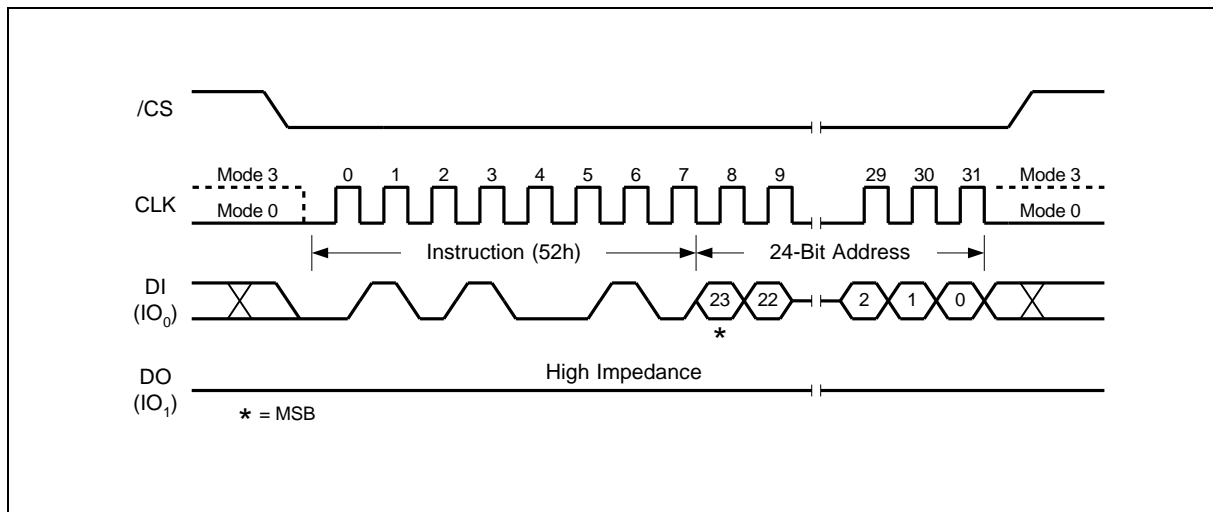 /CS
Mode 3 0 1 2 3 4 5 6 7 8 9 29 30 31 Mode 3
CLK
Mode 0 Mode 0
Instruction (52h) 24-Bit Address
DI
(IO0)
23 22 2 1 0
*
High Impedance
DO
(IO1)
* = MSB